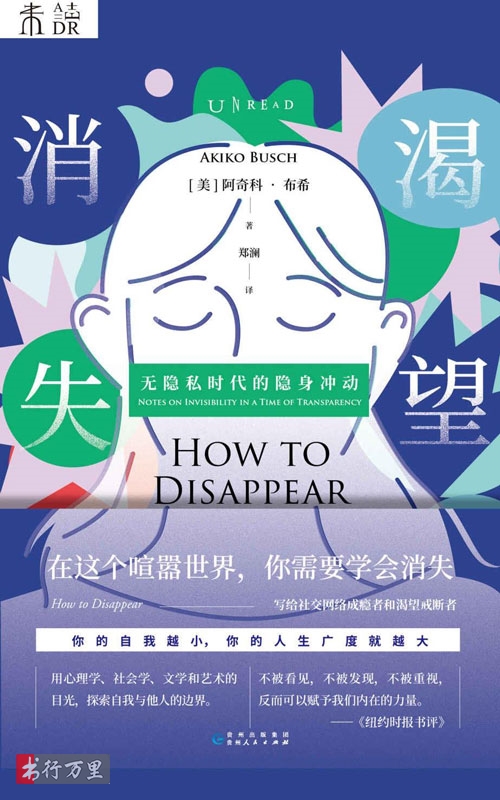 未讀
A
三
DR
UNREAD
渴望
消失
AKIKO BUSCH
[美] 阿奇科·布希
著
郑澜
译
无隐私时代的隐身冲动
NOTES ON INVISIBILITY IN A TIME OF TRANSPARENCY
HOW TO
DISAPPEAR
在这个喧嚣世界，你需要学会消失
How to Disappear
写给社交网络成瘾者和渴望戒断者
你的自我越小，你的人生广度就越大
用心理学、社会学、文学和艺术的
目光，探索自我与他人的边界。
不被看见，不被发现，不被重视，
反而可以赋予我们内在的力量。
——《纽约时报书评》
贵州出版集团
贵州人民出版社
书行万里